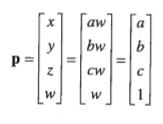 p = [x y z w] = [aw bw cw w] = [a b c 1]